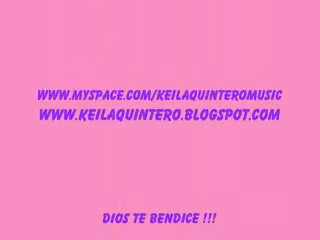 WWW.MYSPACE.COM/KEILAQUINTEROMUSIC
WWW.KEILAQUINTERO.BLOGSPOT.COM
DIOS TE BENDICE !!!